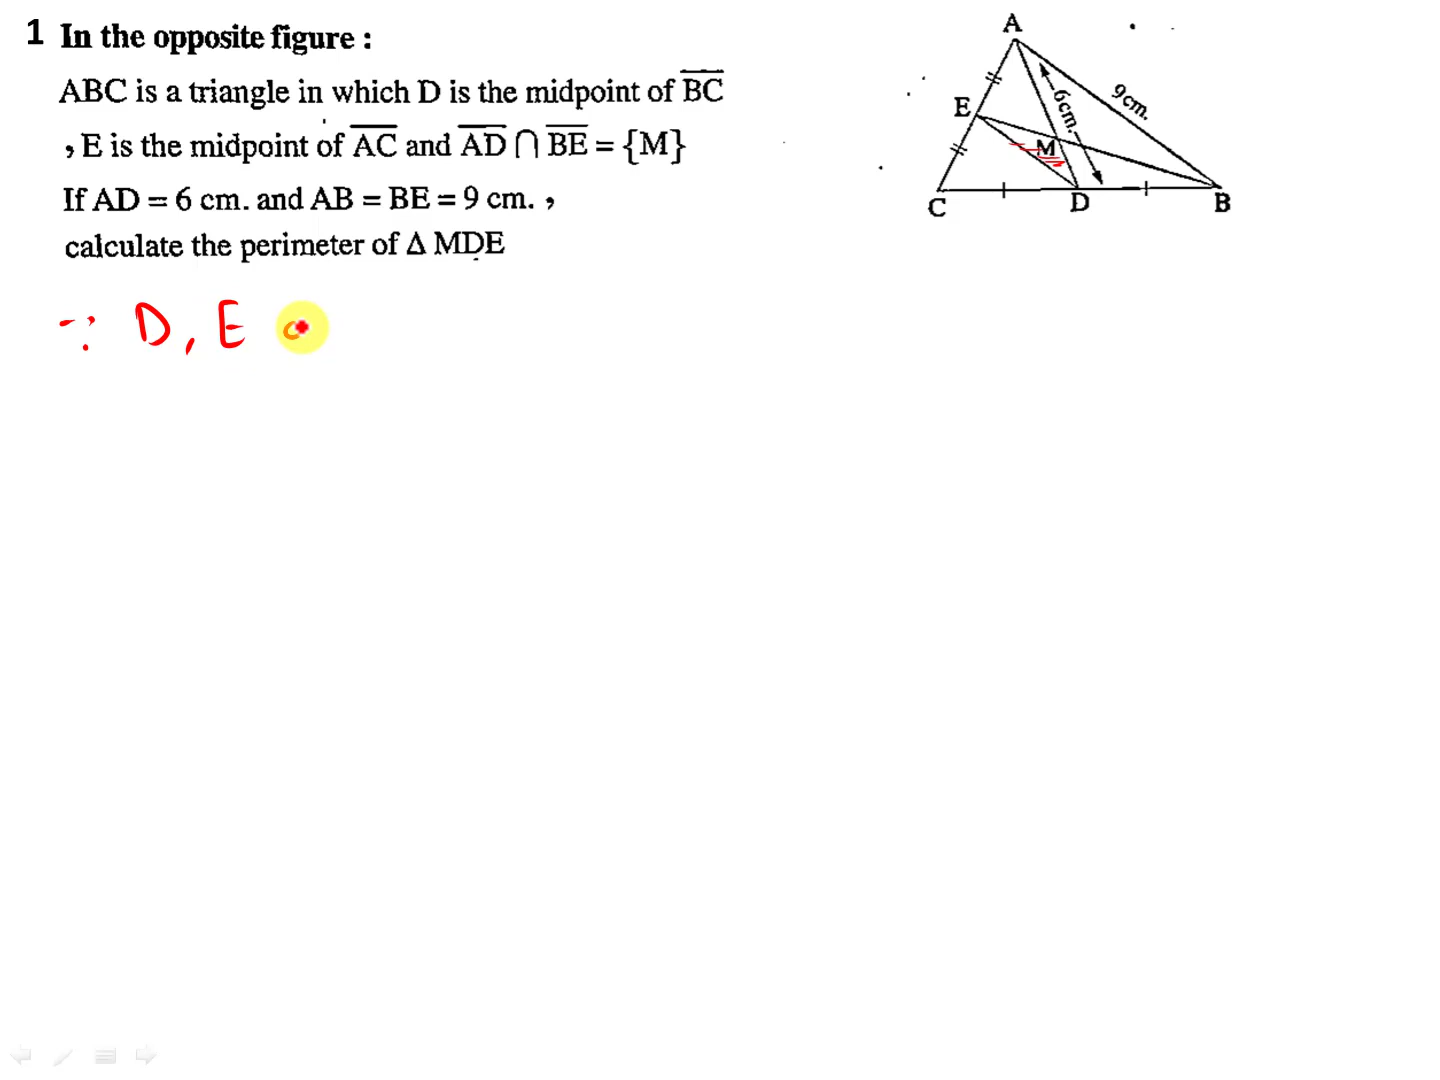 1 In the opposite figure :
ABC is a triangle in which D is the midpoint of BC
, E is the midpoint of AC and AD ∩ BE = {M}
If AD = 6 cm. and AB = BE = 9 cm. ,
calculate the perimeter of Δ MDE
A
9cm.
6cm.
E
M
C
D
B
∵ D, E